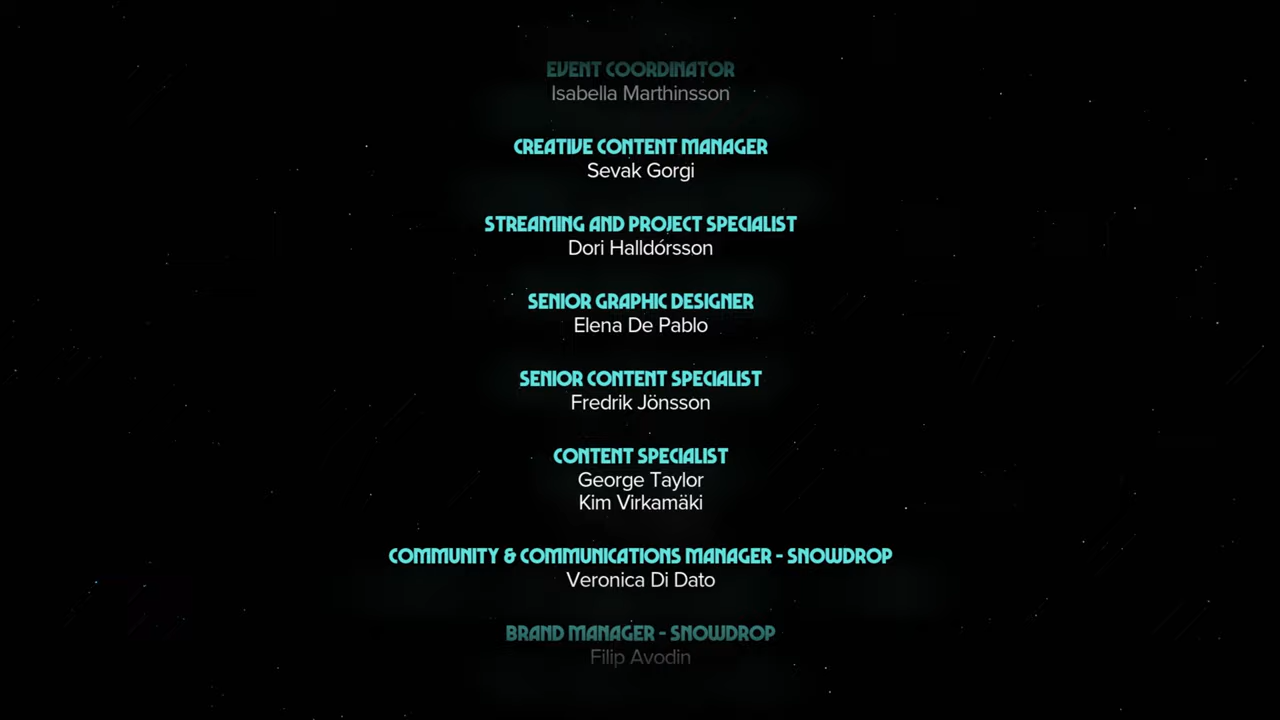 EVENT COORDINATOR
Isabella Marthinsson
CREATIVE CONTENT MANAGER
Sevak Gorgi
STREAMING AND PROJECT SPECIALIST
Dori Halldórsson
SENIOR GRAPHIC DESIGNER
Elena De Pablo
SENIOR CONTENT SPECIALIST
Fredrik Jönsson
CONTENT SPECIALIST
George Taylor
Kim Virkamäki
COMMUNITY & COMMUNICATIONS MANAGER - SNOWDROP
Veronica Di Dato
BRAND MANAGER - SNOWDROP
Filip Avodin